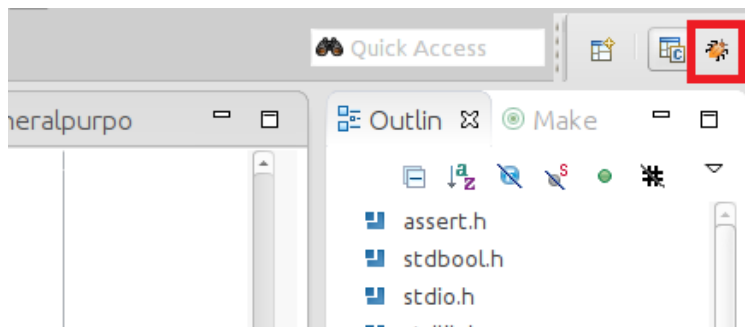 Quick Access
neralpurpo
Outlin
Make
assert.h
stdbool.h
stdio.h